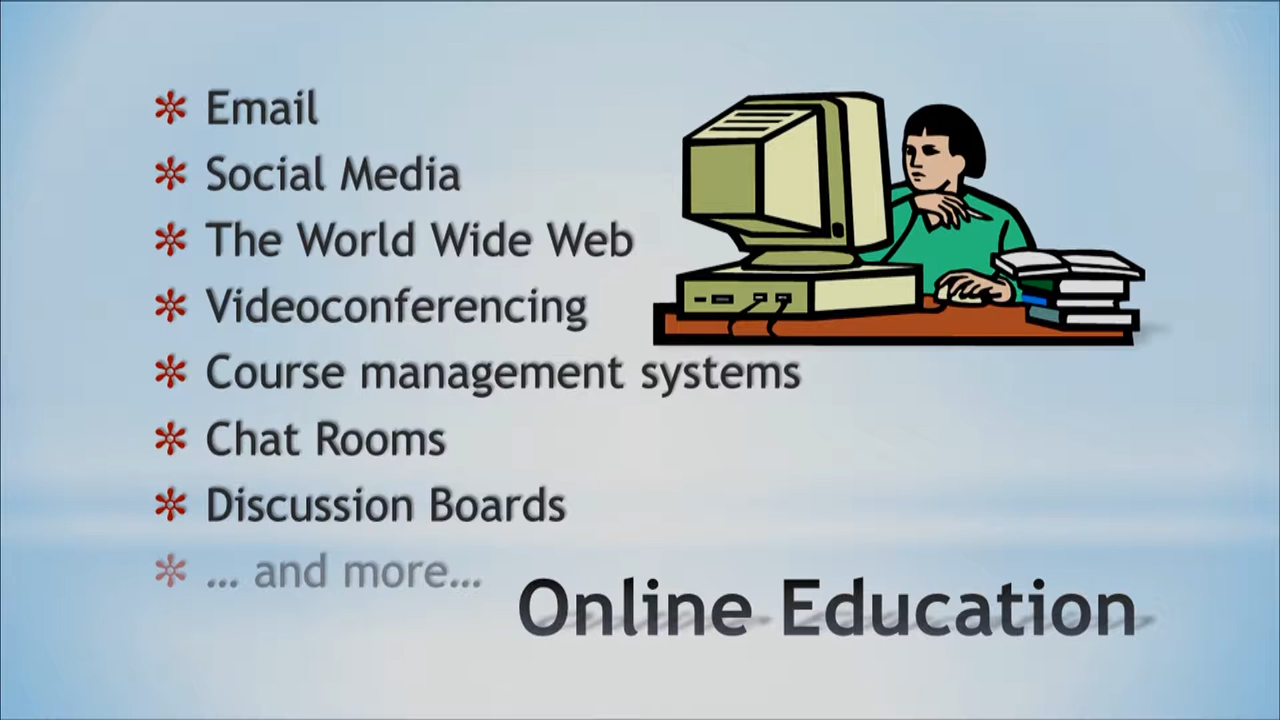 Email
Social Media
The World Wide Web
Videoconferencing
Course management systems
Chat Rooms
Discussion Boards
… and more…
Online Education